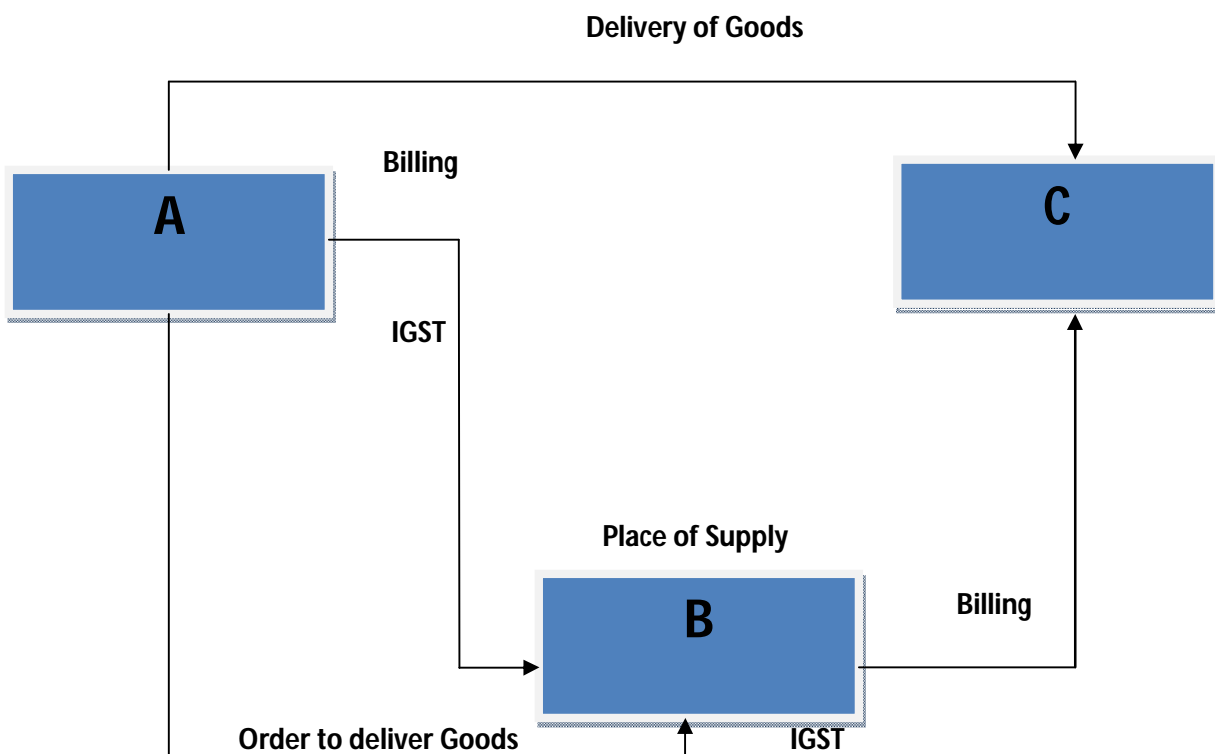 Delivery of Goods
Billing
A
C
IGST
Place of Supply
B
Billing
Order to deliver Goods
IGST